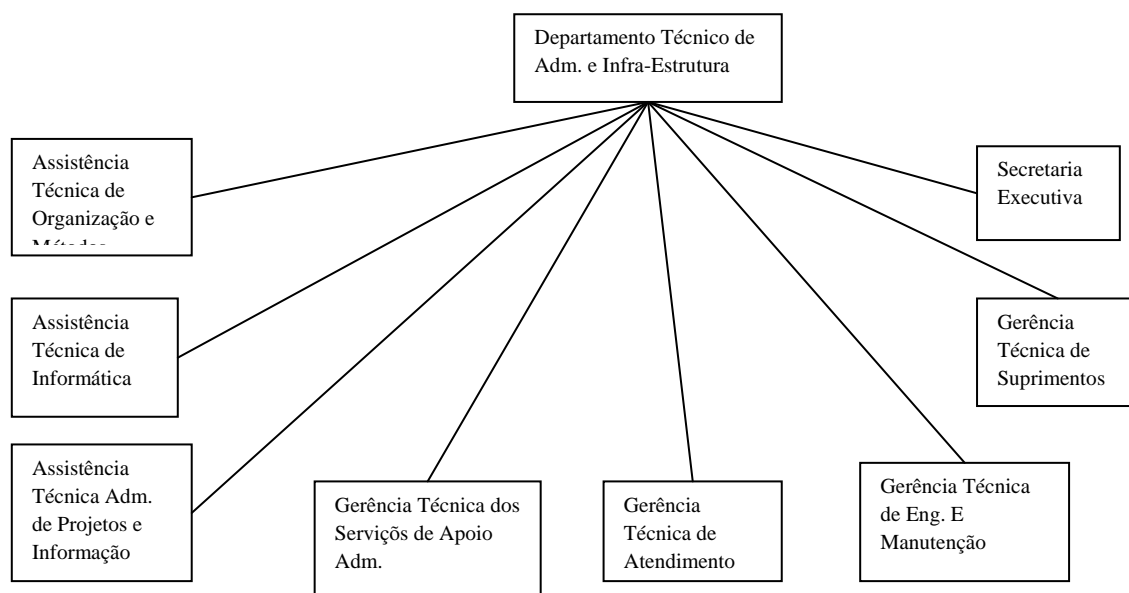 Departamento Técnico de
Adm. e Infra-Estrutura
Assistência
Técnica de
Organização e
Secretaria
Executiva
Assistência
Técnica de
Informática
Gerência
Técnica de
Suprimentos
Assistência
Técnica Adm.
de Projetos e
Informação
Gerência Técnica dos
Serviçõs de Apoio
Adm.
Gerência
Técnica de
Atendimento
Gerência Técnica
de Eng. E
Manutenção